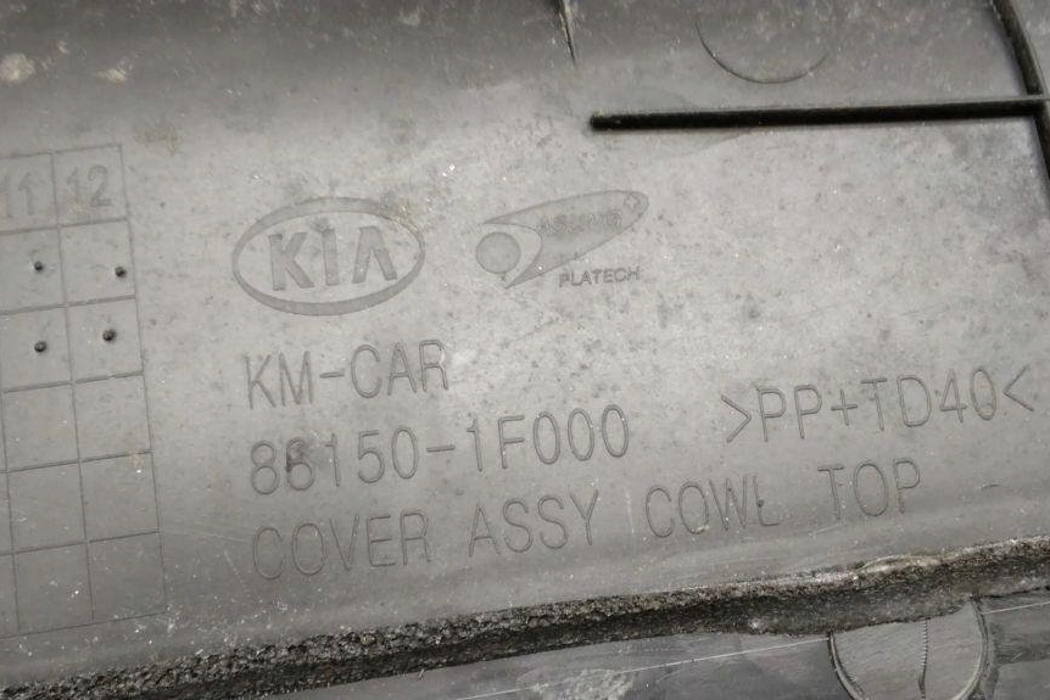 11 12
KIA
PLATECH
KM-CAR
86150-1F000
>PP+TD40<
COVER ASSY COWL TOP